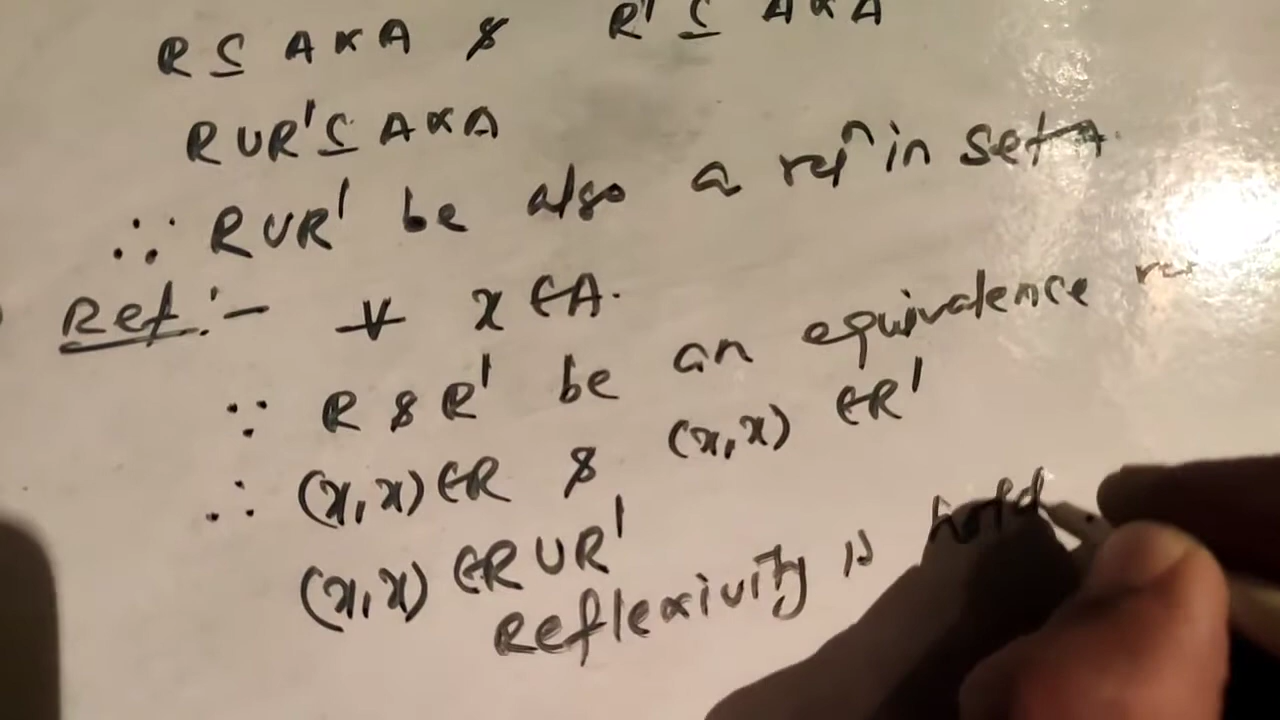 R ⊆ A × A & R' ⊆ A × A
R∪R' ⊆ A × A
∴ R∪R' be also a relⁿ in set A.
Ref:- ∀ x ∈ A.
∵ R & R' be an equivalence
∴ (x,x) ∈ R & (x,x) ∈ R'
(x,x) ∈ R ∪ R'
Reflexivity is hold